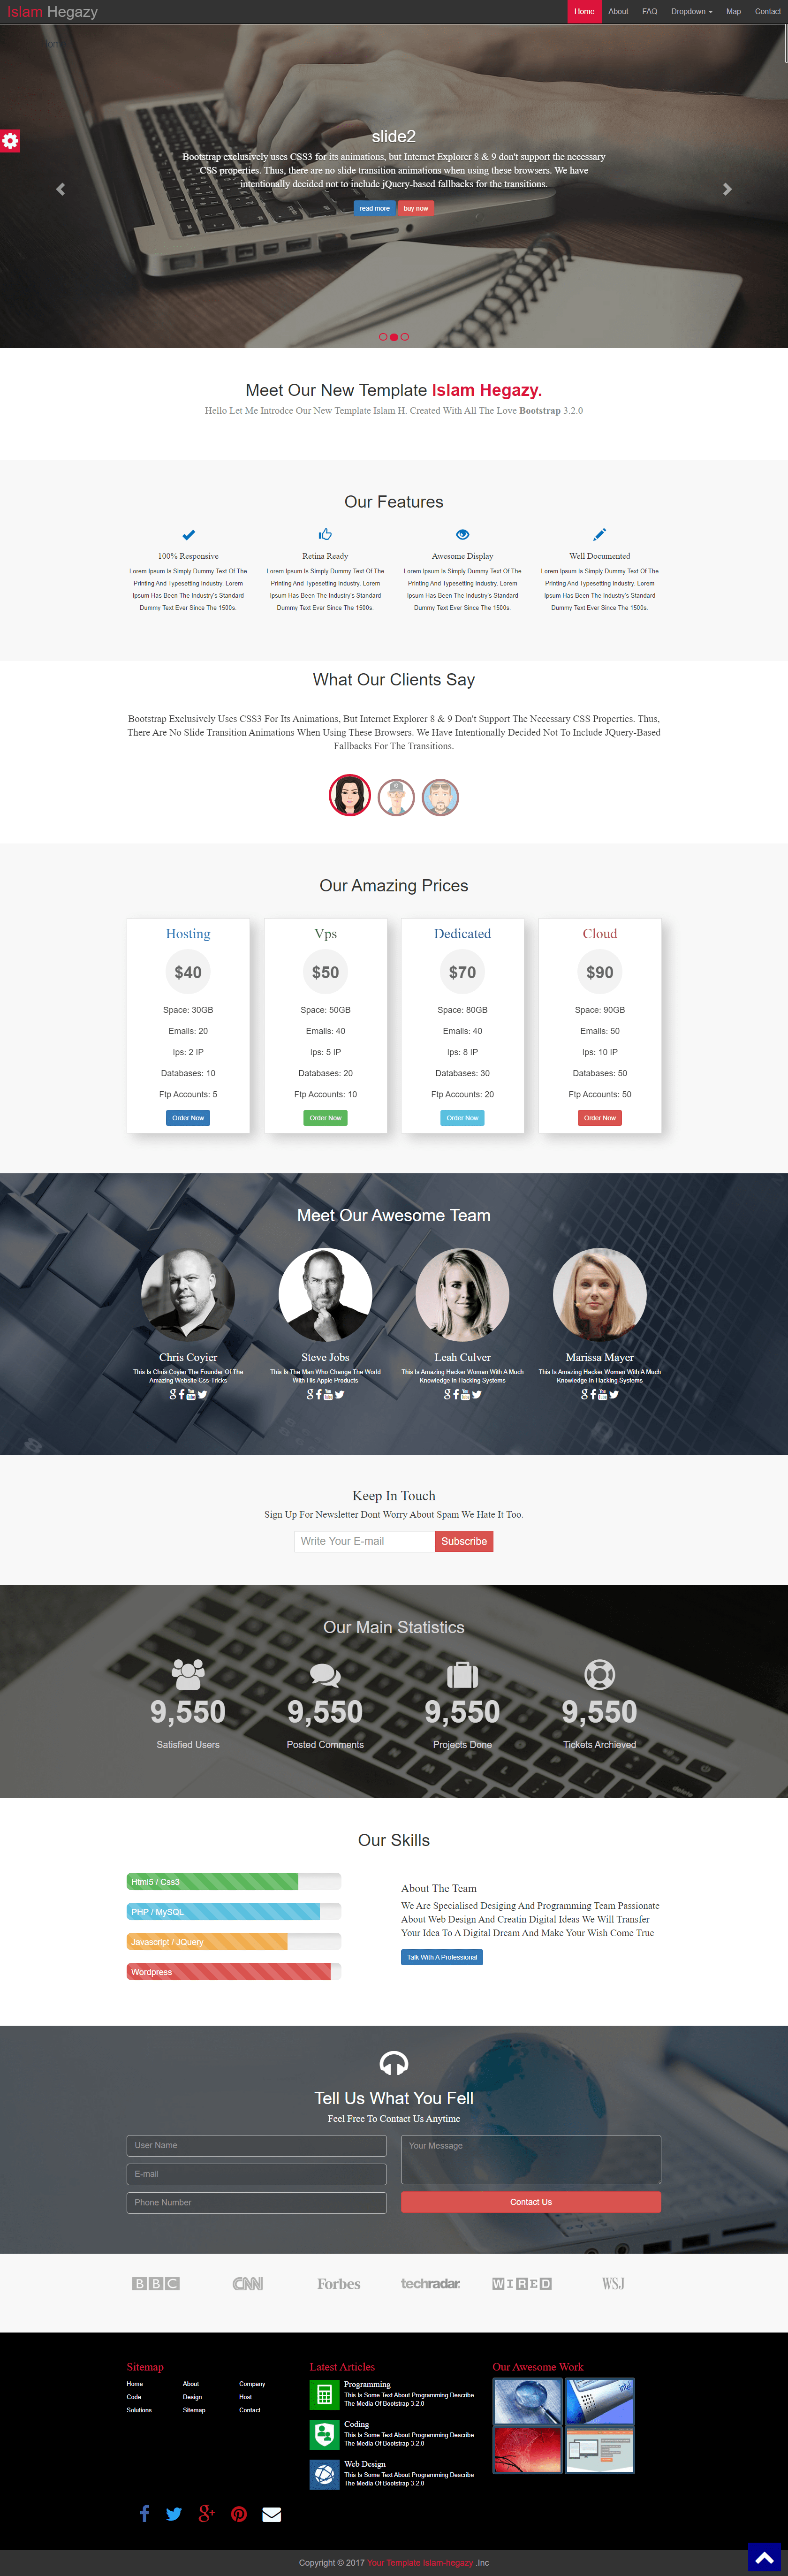 Islam Hegazy
Home About FAQ Dropdown Map Contact
slide2
Bootstrap exclusively uses CSS3 for its animations, but Internet Explorer 8 & 9 don't support the necessary
CSS properties. Thus, there are no slide transition animations when using these browsers. We have
intentionally decided not to include jQuery-based fallbacks for the transitions.
read more buy now
Meet Our New Template Islam Hegazy.
Hello Let Me Introdce Our New Template Islam H. Created With All The Love Bootstrap 3.2.0
Our Features
100% Responsive
Lorem Ipsum Is Simply Dummy Text Of The
Printing And Typesetting Industry. Lorem
Ipsum Has Been The Industry's Standard
Dummy Text Ever Since The 1500s.
Retina Ready
Lorem Ipsum Is Simply Dummy Text Of The
Printing And Typesetting Industry. Lorem
Ipsum Has Been The Industry's Standard
Dummy Text Ever Since The 1500s.
Awesome Display
Lorem Ipsum Is Simply Dummy Text Of The
Printing And Typesetting Industry. Lorem
Ipsum Has Been The Industry's Standard
Dummy Text Ever Since The 1500s.
Well Documented
Lorem Ipsum Is Simply Dummy Text Of The
Printing And Typesetting Industry. Lorem
Ipsum Has Been The Industry's Standard
Dummy Text Ever Since The 1500s.
What Our Clients Say
Bootstrap Exclusively Uses CSS3 For Its Animations, But Internet Explorer 8 & 9 Don't Support The Necessary CSS Properties. Thus,
There Are No Slide Transition Animations When Using These Browsers. We Have Intentionally Decided Not To Include JQuery-Based
Fallbacks For The Transitions.
Our Amazing Prices
Hosting
$40
Space: 30GB
Emails: 20
Ips: 2 IP
Databases: 10
Ftp Accounts: 5
Order Now
Vps
$50
Space: 50GB
Emails: 40
Ips: 5 IP
Databases: 20
Ftp Accounts: 10
Order Now
Dedicated
$70
Space: 80GB
Emails: 40
Ips: 8 IP
Databases: 30
Ftp Accounts: 20
Order Now
Cloud
$90
Space: 90GB
Emails: 50
Ips: 10 IP
Databases: 50
Ftp Accounts: 50
Order Now
Meet Our Awesome Team
Chris Coyier
This Is Chris Coyier The Founder Of The
Amazing Website Css-Tricks
Steve Jobs
This Is The Man Who Change The World
With His Apple Products
Leah Culver
This Is Amazing Hacker Woman With A Much
Knowledge In Hacking Systems
Marissa Mayer
This Is Amazing Hacker Woman With A Much
Knowledge In Hacking Systems
Keep In Touch
Sign Up For Newsletter Dont Worry About Spam We Hate It Too.
Write Your E-mail Subscribe
Our Main Statistics
9,550 9,550 9,550 9,550
Satisfied Users Posted Comments Projects Done Tickets Archieved
Our Skills
Html5 / Css3
PHP / MySQL
Javascript / JQuery
Wordpress
About The Team
We Are Specialised Desiging And Programming Team Passionate
About Web Design And Creatin Digital Ideas We Will Transfer
Your Idea To A Digital Dream And Make Your Wish Come True
Talk With A Professional
Tell Us What You Fell
Feel Free To Contact Us Anytime
User Name
E-mail
Phone Number
Your Message
Contact Us
BBC CNN Forbes techradar. WIRED WSJ
Sitemap
Home About Company
Code Design Host
Solutions Sitemap Contact
Latest Articles
Programming
This Is Some Text About Programming Describe
The Media Of Bootstrap 3.2.0
Coding
This Is Some Text About Programming Describe
The Media Of Bootstrap 3.2.0
Web Design
This Is Some Text About Programming Describe
The Media Of Bootstrap 3.2.0
Our Awesome Work
intel
Copyright © 2017 Your Template Islam-hegazy .Inc